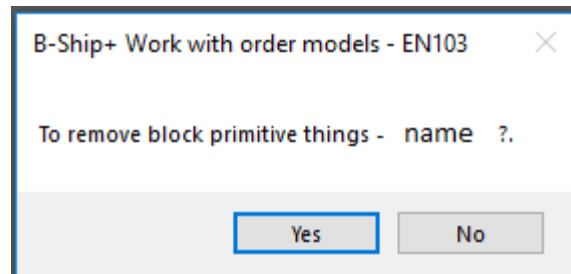 B-Ship+ Work with order models - EN103
To remove block primitive things - name ?.
Yes No